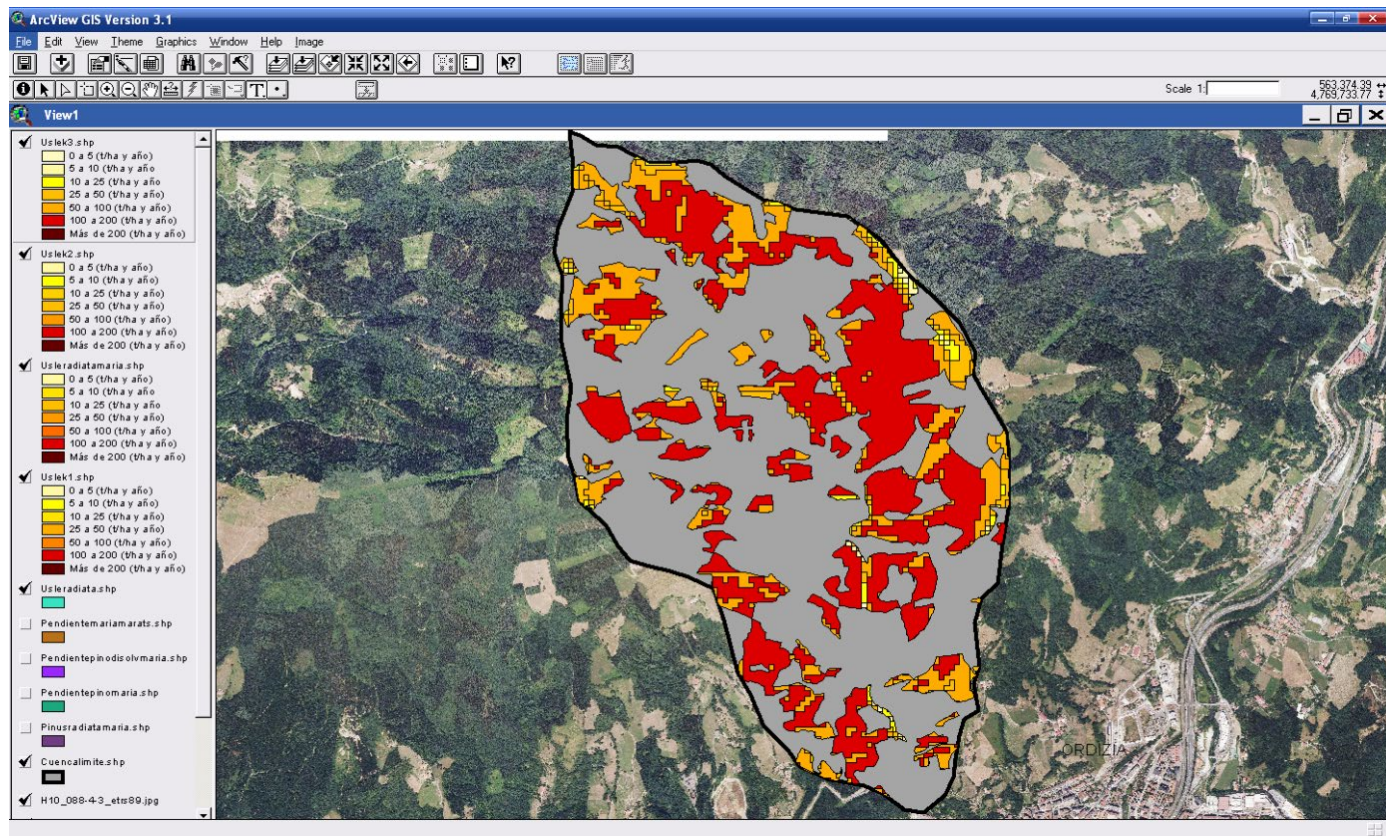 ArcView GIS Version 3.1
File Edit View Theme Graphics Window Help Image
Scale 1:
563,374.39
4,769,733.77
View1
Uslek3.shp
0 a 5 (t/ha y año)
5 a 10 (t/ha y año
10 a 25 (t/ha y año
25 a 50 (t/ha y año)
50 a 100 (t/ha y año)
100 a 200 (t/ha y año)
Más de 200 (t/ha y año)
Uslek2.shp
0 a 5 (t/ha y año)
5 a 10 (t/ha y año)
10 a 25 (t/ha y año)
25 a 50 (t/ha y año)
50 a 100 (t/ha y año)
100 a 200 (t/ha y año)
Más de 200 (t/ha y año)
Usleradiatamaria.shp
0 a 5 (t/ha y año)
5 a 10 (t/ha y año)
10 a 25 (t/ha y año
25 a 50 (t/ha y año)
50 a 100 (t/ha y año)
100 a 200 (t/ha y año)
Más de 200 (t/ha y año)
Uslek1.shp
0 a 5 (t/ha y año)
5 a 10 (t/ha y año)
10 a 25 (t/ha y año)
25 a 50 (t/ha y año)
50 a 100 (t/ha y año)
100 a 200 (t/ha y año)
Más de 200 (t/ha y año)
Usleradiata.shp
Pendientemariamarats.shp
Pendientepinodisolvmaria.shp
Pendientepinomaria.shp
Pinusradiatamaria.shp
Cuencalimite.shp
H10_088-4-3_etrs89.jpg
ORDIZIA